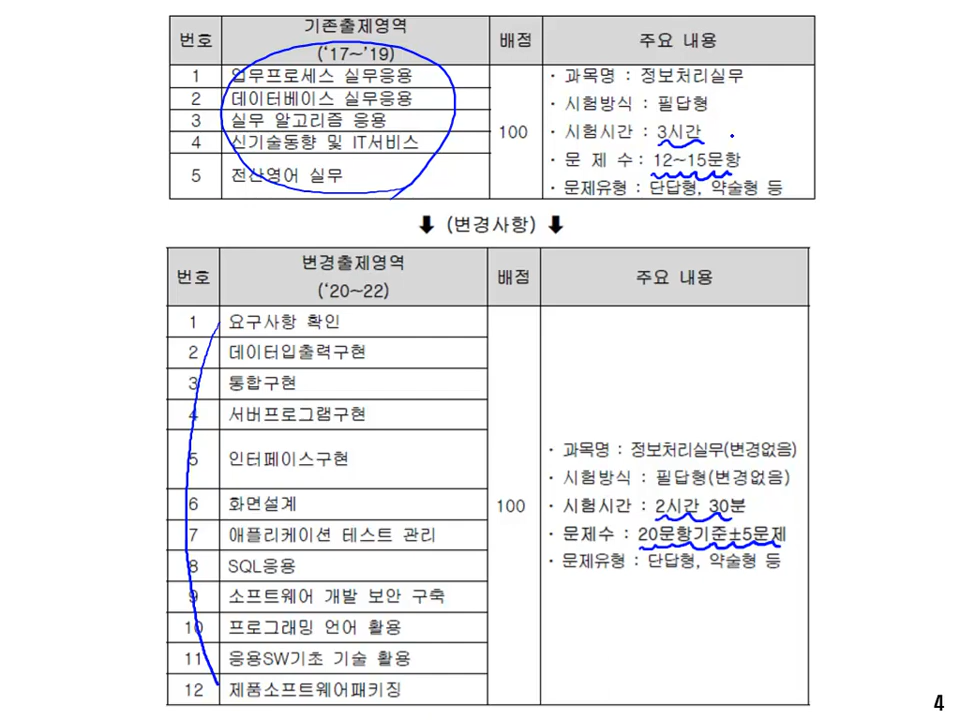 번호 기존출제영역 ('17~'19) 배점 주요 내용
1 업무프로세스 실무응용
2 데이터베이스 실무응용
3 실무 알고리즘 응용
4 신기술동향 및 IT서비스
5 전산영어 실무
100
· 과목명 : 정보처리실무
· 시험방식 : 필답형
· 시험시간 : 3시간
· 문 제 수 : 12~15문항
· 문제유형 : 단답형, 약술형 등
🡇 (변경사항) 🡇
번호 변경출제영역 ('20~22) 배점 주요 내용
1 요구사항 확인
2 데이터입출력구현
3 통합구현
4 서버프로그램구현
5 인터페이스구현
6 화면설계
7 애플리케이션 테스트 관리
8 SQL응용
9 소프트웨어 개발 보안 구축
10 프로그래밍 언어 활용
11 응용SW기초 기술 활용
12 제품소프트웨어패키징
100
· 과목명 : 정보처리실무(변경없음)
· 시험방식 : 필답형(변경없음)
· 시험시간 : 2시간 30분
· 문제수 : 20문항기준±5문제
· 문제유형 : 단답형, 약술형 등
4